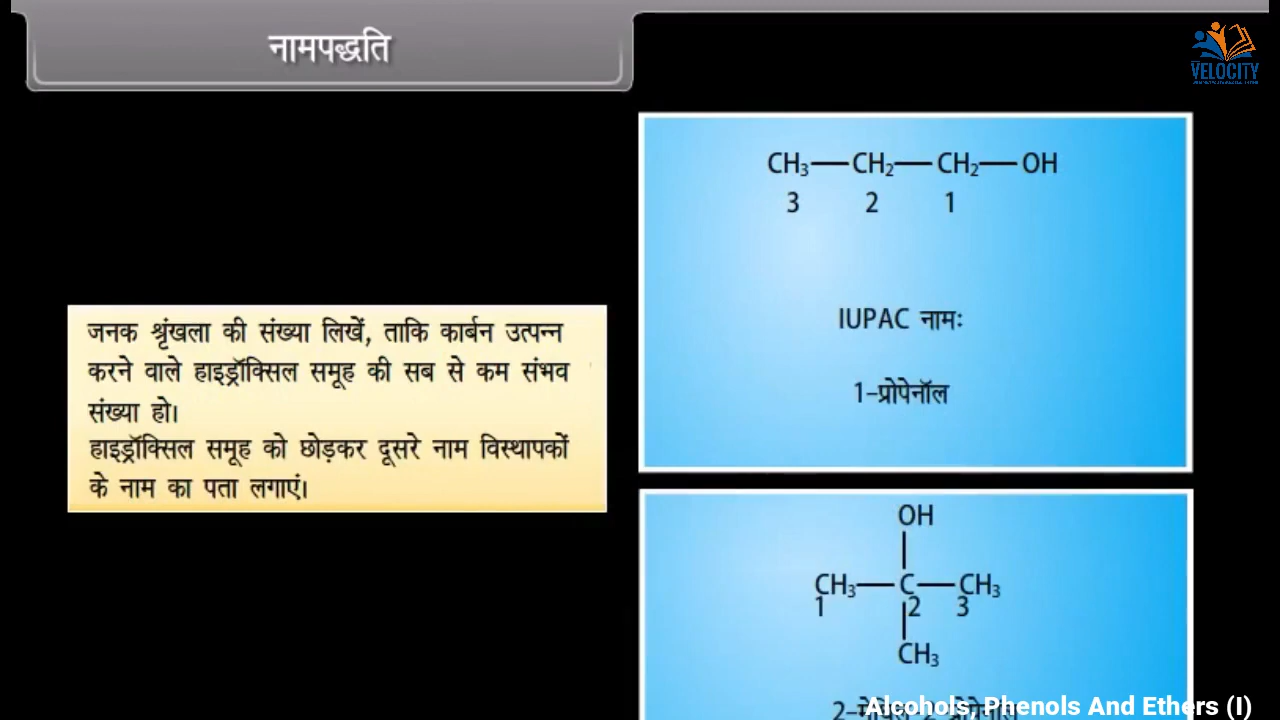 नामपद्धति
VELOCITY
CH₃—CH₂—CH₂—OH
3 2 1
IUPAC नामः
1-प्रोपेनॉल
जनक श्रृंखला की संख्या लिखें, ताकि कार्बन उत्पन्न
करने वाले हाइड्रॉक्सिल समूह की सब से कम संभव
संख्या हो।
हाइड्रॉक्सिल समूह को छोड़कर दूसरे नाम विस्थापकों
के नाम का पता लगाएं।
OH
CH₃—C—CH₃
1 2 3
CH₃
Alcohols, Phenols And Ethers (I)